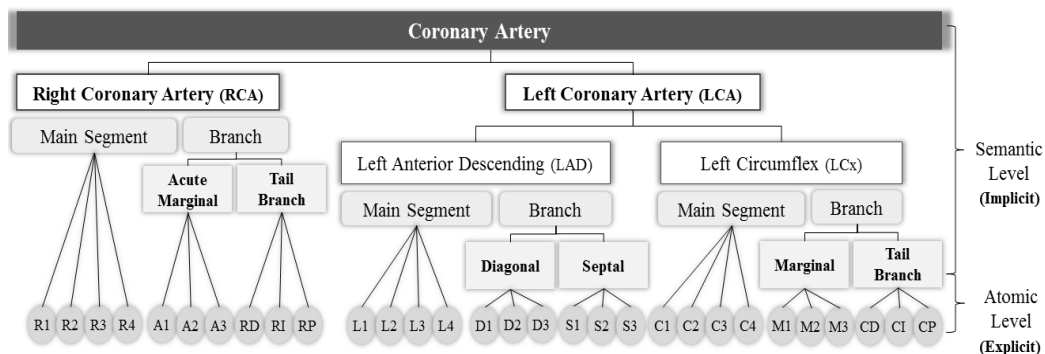 Coronary Artery
Right Coronary Artery (RCA)
Left Coronary Artery (LCA)
Main Segment
Branch
Left Anterior Descending (LAD)
Left Circumflex (LCx)
Semantic
Level
(Implicit)
Acute
Marginal
Tail
Branch
Main Segment
Branch
Main Segment
Branch
Diagonal
Septal
Marginal
Tail
Branch
R1 R2 R3 R4 A1 A2 A3 RD RI RP L1 L2 L3 L4 D1 D2 D3 S1 S2 S3 C1 C2 C3 C4 M1 M2 M3 CD CI CP
Atomic
Level
(Explicit)